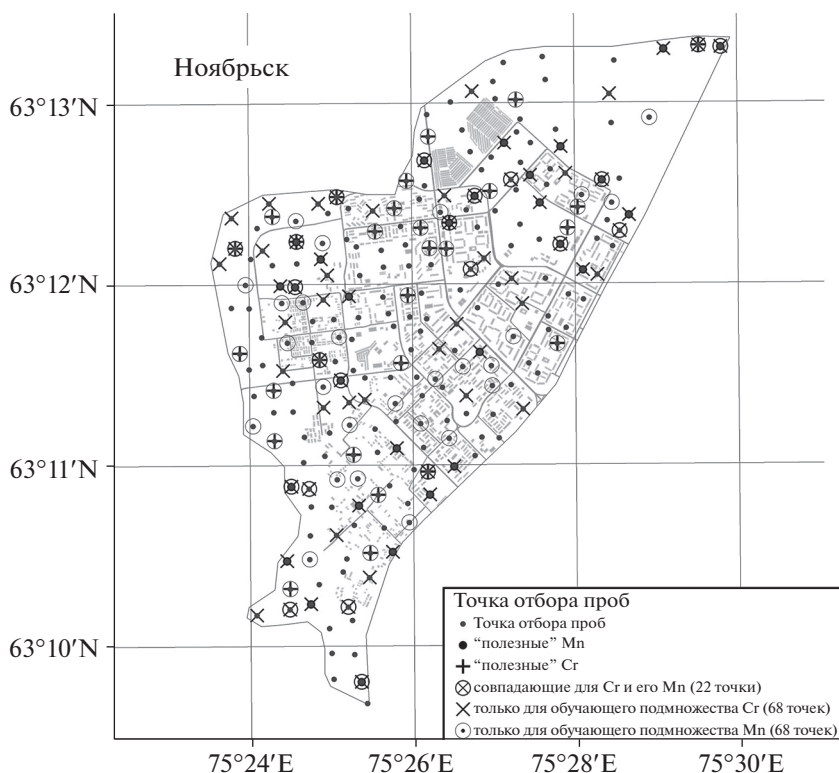 Ноябрьск
63°13′N
63°12′N
63°11′N
63°10′N
75°24′E
75°26′E
75°28′E
75°30′E
Точка отбора проб
Точка отбора проб
“полезные” Mn
“полезные” Cr
совпадающие для Cr и его Mn (22 точки)
только для обучающего подмножества Cr (68 точек)
только для обучающего подмножества Mn (68 точек)